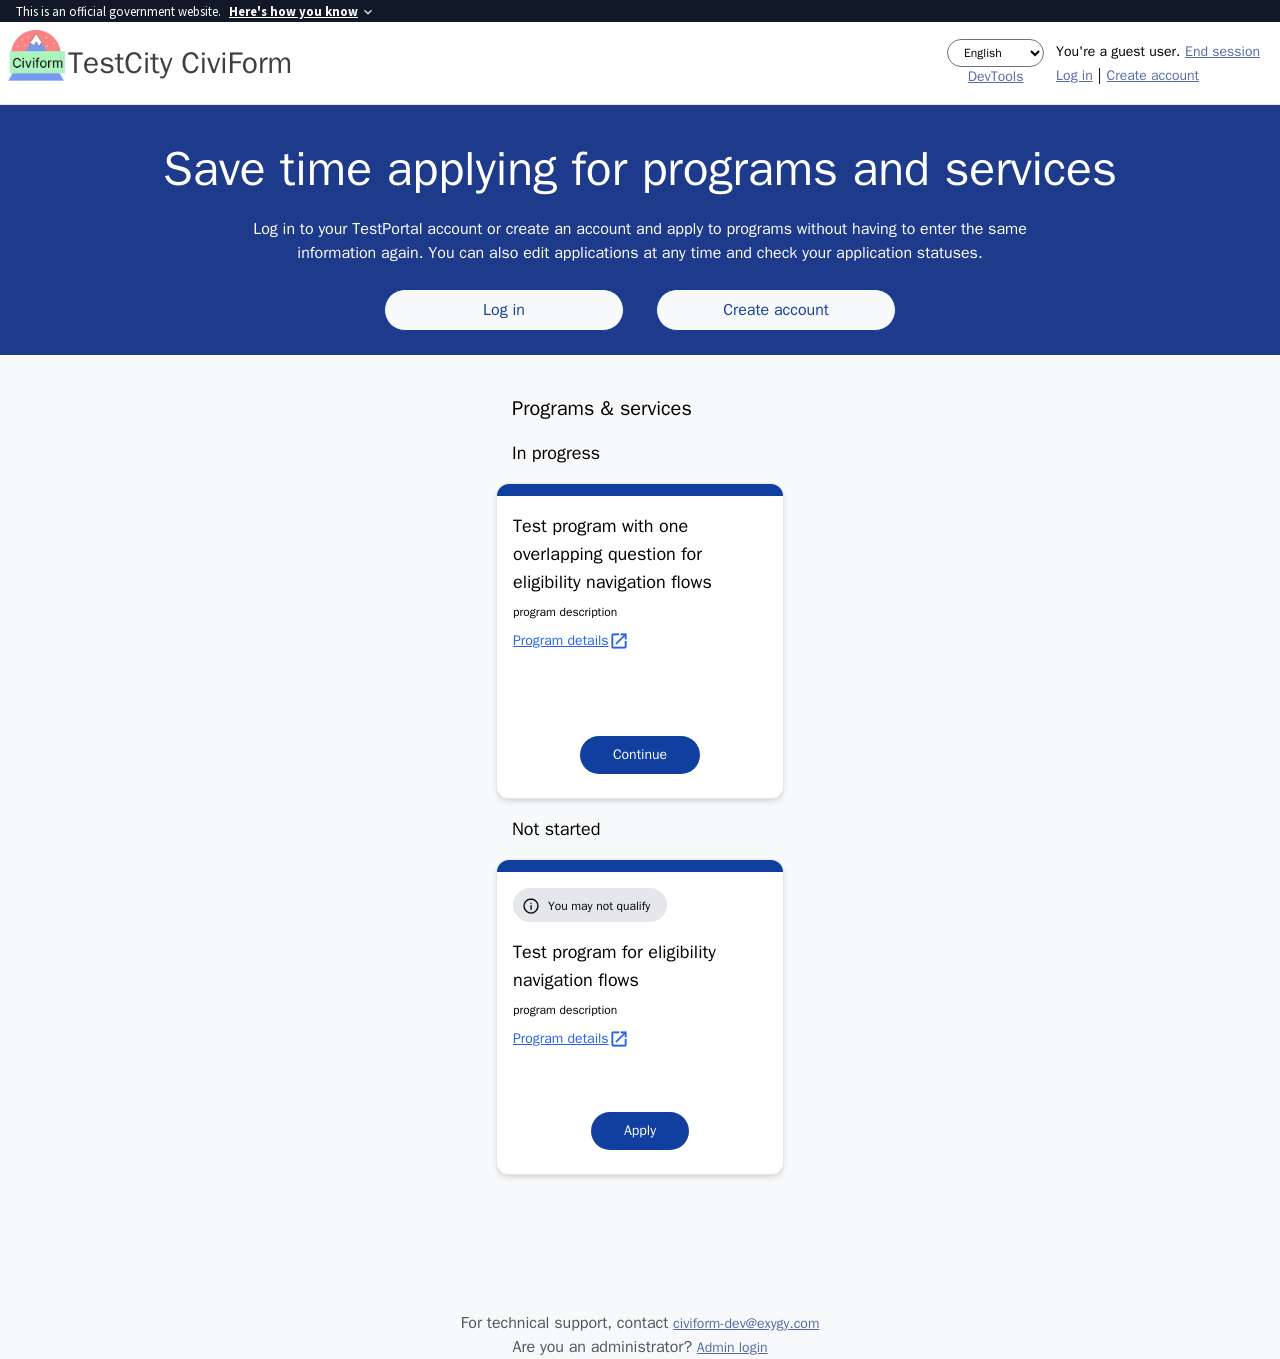 This is an official government website. Here's how you know
Civiform
TestCity CiviForm
English
DevTools
You're a guest user. End session
Log in | Create account
Save time applying for programs and services
Log in to your TestPortal account or create an account and apply to programs without having to enter the same
information again. You can also edit applications at any time and check your application statuses.
Log in
Create account
Programs & services
In progress
Test program with one
overlapping question for
eligibility navigation flows
program description
Program details
Continue
Not started
You may not qualify
Test program for eligibility
navigation flows
program description
Program details
Apply
For technical support, contact civiform-dev@exygy.com
Are you an administrator? Admin login